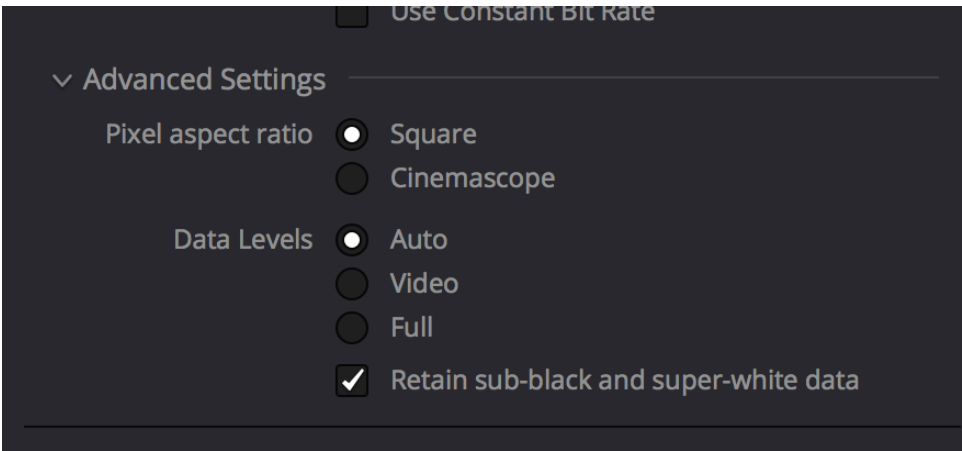 Use Constant Bit Rate
Advanced Settings
Pixel aspect ratio Square
Cinemascope
Data Levels Auto
Video
Full
Retain sub-black and super-white data